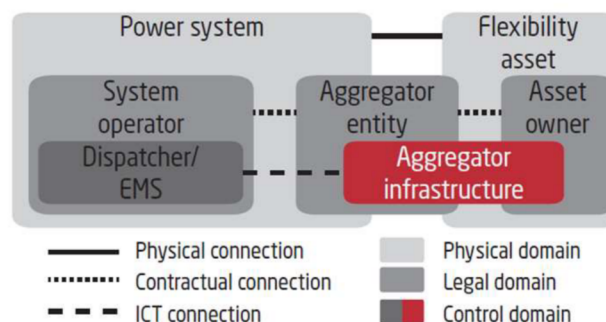 Power system
Flexibility
asset
System
operator
Aggregator
entity
Asset
owner
Dispatcher/
EMS
Aggregator
infrastructure
Physical connection
Contractual connection
ICT connection
Physical domain
Legal domain
Control domain